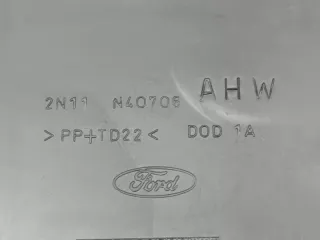 2N11 N40706 AHW
>PP+TD22< DOD 1A
Ford